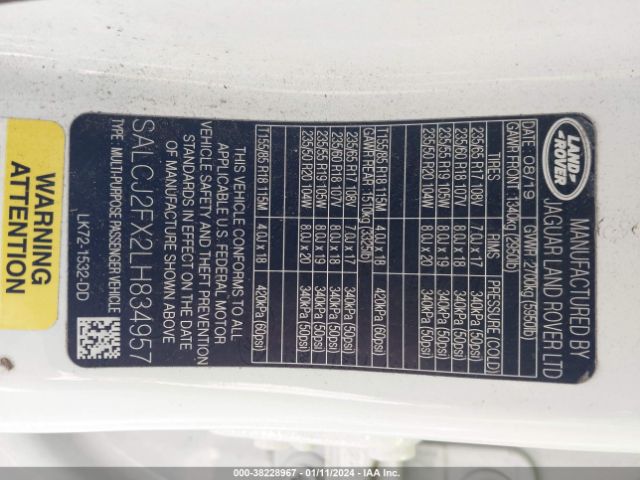 LAND-
ROVER
MANUFACTURED BY
JAGUAR LAND ROVER LTD
08/19 GVWR 2700kg (5950lb)
GAWR FRONT 1340kg (2950lb)
TIRES RIMS PRESSURE (COLD)
235/65 R17 108V 7.0J x 17 340kPa (50psi)
235/60 R18 107V 8.0J x 18 340kPa (50psi)
235/55 R19 105W 8.0J x 19 340kPa (50psi)
235/50 R20 104W 8.0J x 20 340kPa (50psi)
T155/85 R18 115M 4.0J x 18 420kPa (60psi)
GAWR REAR 1510kg (3325lb)
235/65 R17 108V 7.0J x 17 340kPa (50psi)
235/60 R18 107V 8.0J x 18 340kPa (50psi)
235/55 R19 105W 8.0J x 19 340kPa (50psi)
235/50 R20 104W 8.0J x 20 340kPa (50psi)
T155/85 R18 115M 4.0J x 18 420kPa (60psi)
THIS VEHICLE CONFORMS TO ALL
APPLICABLE U.S. FEDERAL MOTOR
VEHICLE SAFETY AND THEFT PREVENTION
STANDARDS IN EFFECT ON THE DATE
OF MANUFACTURE SHOWN ABOVE
SALCJ2FX2LH834957
TYPE: MULTI-PURPOSE PASSENGER VEHICLE
LK72-1532-DD
WARNING
ATTENTION
000-38228967 - 01/11/2024 - IAA Inc.